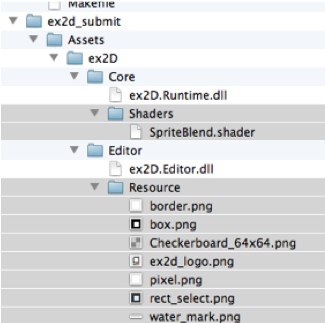 Makefile
ex2d_submit
Assets
ex2D
Core
ex2D.Runtime.dll
Shaders
SpriteBlend.shader
Editor
ex2D.Editor.dll
Resource
border.png
box.png
Checkerboard_64x64.png
ex2d_logo.png
pixel.png
rect_select.png
water_mark.png